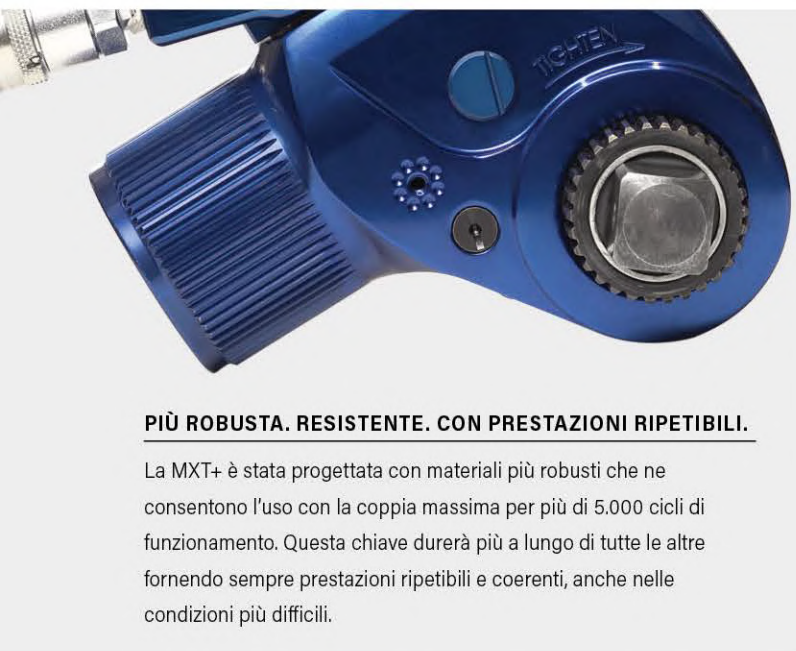 TIGHTEN
PIÙ ROBUSTA. RESISTENTE. CON PRESTAZIONI RIPETIBILI.
La MXT+ è stata progettata con materiali più robusti che ne
consentono l'uso con la coppia massima per più di 5.000 cicli di
funzionamento. Questa chiave durerà più a lungo di tutte le altre
fornendo sempre prestazioni ripetibili e coerenti, anche nelle
condizioni più difficili.